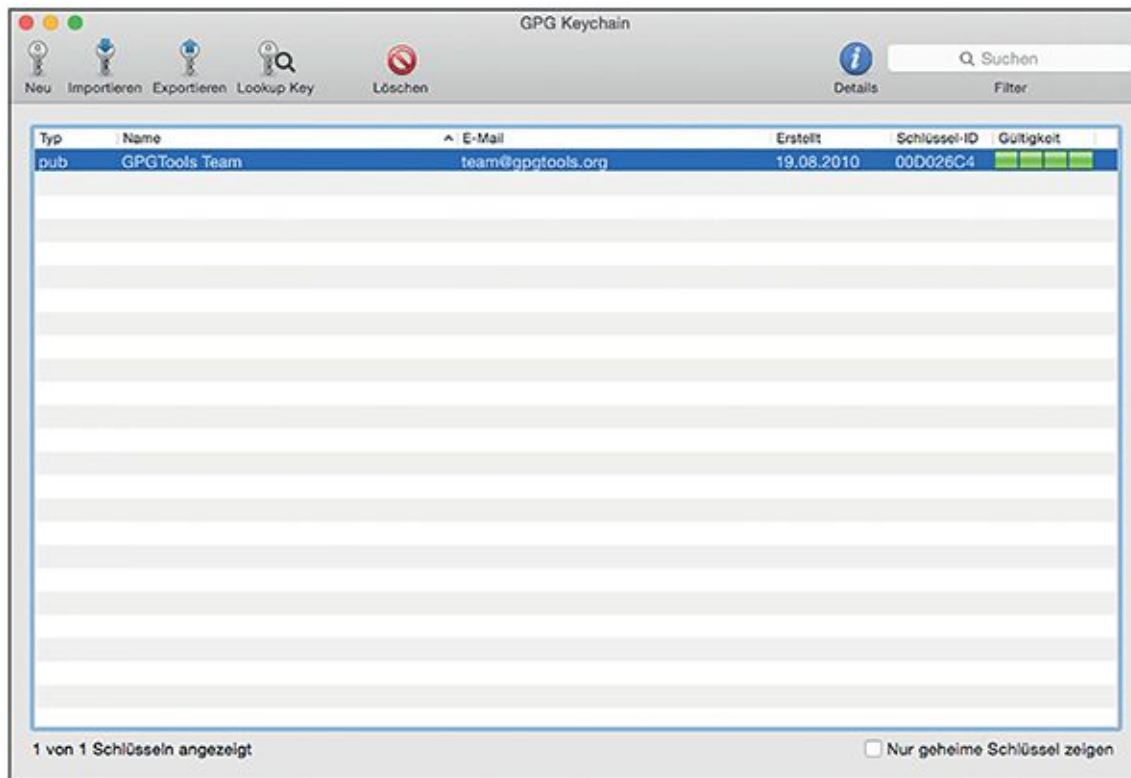 GPG Keychain
Neu Importieren Exportieren Lookup Key Löschen Details Suchen Filter
Typ Name E-Mail Erstellt Schlüssel-ID Gültigkeit
pub GPGTools Team team@gpgtools.org 19.08.2010 00D026C4
1 von 1 Schlüsseln angezeigt Nur geheime Schlüssel zeigen